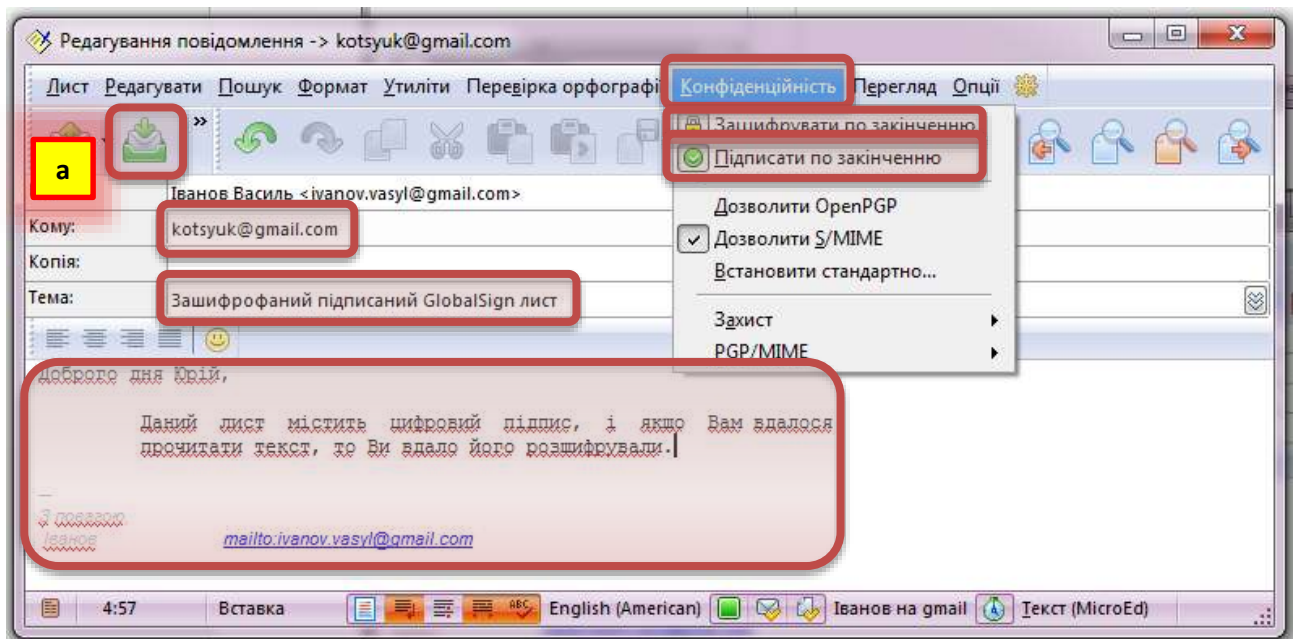 Редагування повідомлення -> kotsyuk@gmail.com
Лист Редагувати Пошук Формат Утиліти Перевірка орфографі Конфіденційність Перегляд Опції
»
Зашифрувати по закінченню
а
Підписати по закінченню
Іванов Василь <ivanov.vasyl@gmail.com>
Дозволити OpenPGP
Кому: kotsyuk@gmail.com
Дозволити S/MIME
Копія:
Встановити стандартно...
Тема: Зашифрофаний підписаний GlobalSign лист
Захист
PGP/MIME
Доброго дня Юрій,
Даний лист містить цифровий підпис, і якщо Вам вдалося
прочитати текст, то Ви вдало його розшифрували.
—
З повагою
Іванов mailto:ivanov.vasyl@gmail.com
4:57 Вставка ABC English (American) Іванов на gmail Текст (MicroEd)